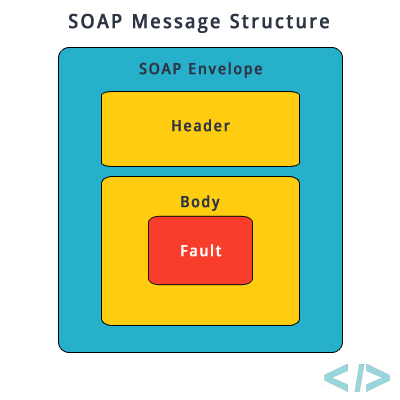 SOAP Message Structure
SOAP Envelope
Header
Body
Fault
</>